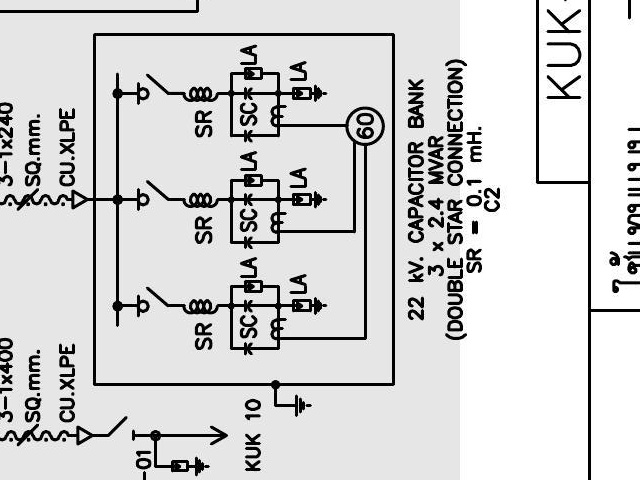 3-1x240
SQ.mm.
CU.XLPE
SR
LA
SC
LA
SR
LA
SC
LA
SR
LA
SC
LA
60
22 kV. CAPACITOR BANK
3 x 2.4 MVAR
(DOUBLE STAR CONNECTION)
SR = 0.1 mH.
C2
3-1x400
SQ.mm.
CU.XLPE
-01
KUK 10
KUK